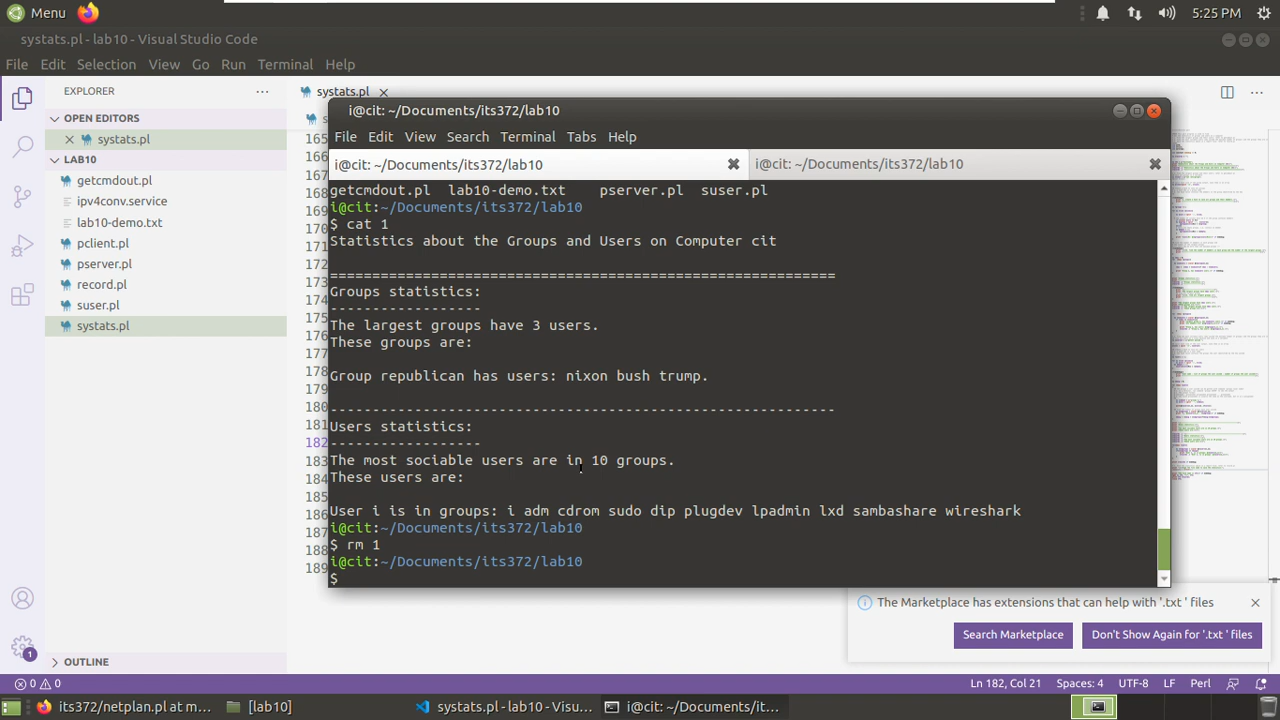 Menu
5:25 PM
systats.pl - lab10 - Visual Studio Code
File Edit Selection View Go Run Terminal Help
EXPLORER
systats.pl
OPEN EDITORS
systats.pl
LAB10
getcmdout.pl
ipv4conv.service
lab10-demo.txt
pclient.pl
pserver.pl
record.pl
suser.pl
systats.pl
OUTLINE
165
166
167
168
169
170
171
172
173
174
175
176
177
178
179
180
181
182
183
184
185
186
187
188
189
i@cit: ~/Documents/its372/lab10
File Edit View Search Terminal Tabs Help
i@cit: ~/Documents/its372/lab10
i@cit: ~/Documents/its372/lab10
getcmdout.pl lab10-demo.txt pserver.pl suser.pl
i@cit:~/Documents/its372/lab10
$ cat 1
Statistics about the Groups and Users on Computer cit
============================================================
Groups statistics:
------------------
The largest groups have 3 users.
These groups are:
Group republican has users: nixon bush trump.
------------------------------------------------------------
Users statistics:
------------------
The most sociable users are in 10 groups.
These users are:
User i is in groups: i adm cdrom sudo dip plugdev lpadmin lxd sambashare wireshark
i@cit:~/Documents/its372/lab10
$ rm 1
i@cit:~/Documents/its372/lab10
$
The Marketplace has extensions that can help with '.txt ' files
Search Marketplace
Don't Show Again for '.txt ' files
1
0 0
Ln 182, Col 21 Spaces: 4 UTF-8 LF Perl
its372/netplan.pl at m...
[lab10]
systats.pl - lab10 - Visu...
i@cit: ~/Documents/its...